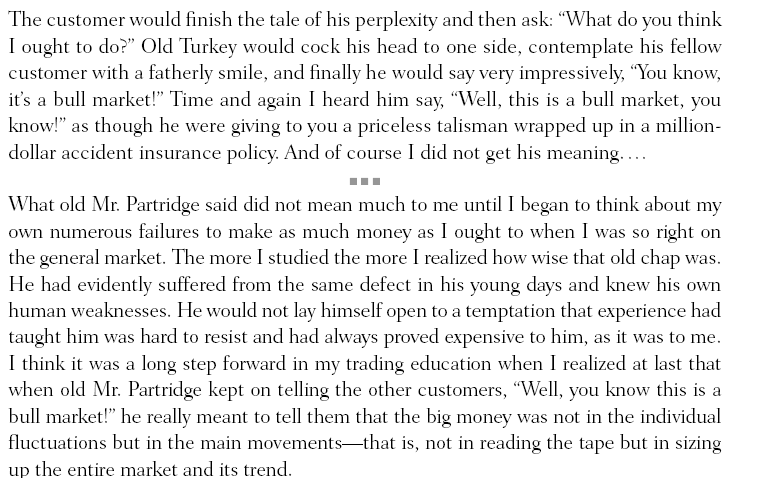 The customer would finish the tale of his perplexity and then ask: “What do you think
I ought to do?” Old Turkey would cock his head to one side, contemplate his fellow
customer with a fatherly smile, and finally he would say very impressively, “You know,
it’s a bull market!” Time and again I heard him say, “Well, this is a bull market, you
know!” as though he were giving to you a priceless talisman wrapped up in a million-
dollar accident insurance policy. And of course I did not get his meaning. . . .
What old Mr. Partridge said did not mean much to me until I began to think about my
own numerous failures to make as much money as I ought to when I was so right on
the general market. The more I studied the more I realized how wise that old chap was.
He had evidently suffered from the same defect in his young days and knew his own
human weaknesses. He would not lay himself open to a temptation that experience had
taught him was hard to resist and had always proved expensive to him, as it was to me.
I think it was a long step forward in my trading education when I realized at last that
when old Mr. Partridge kept on telling the other customers, “Well, you know this is a
bull market!” he really meant to tell them that the big money was not in the individual
fluctuations but in the main movements—that is, not in reading the tape but in sizing
up the entire market and its trend.